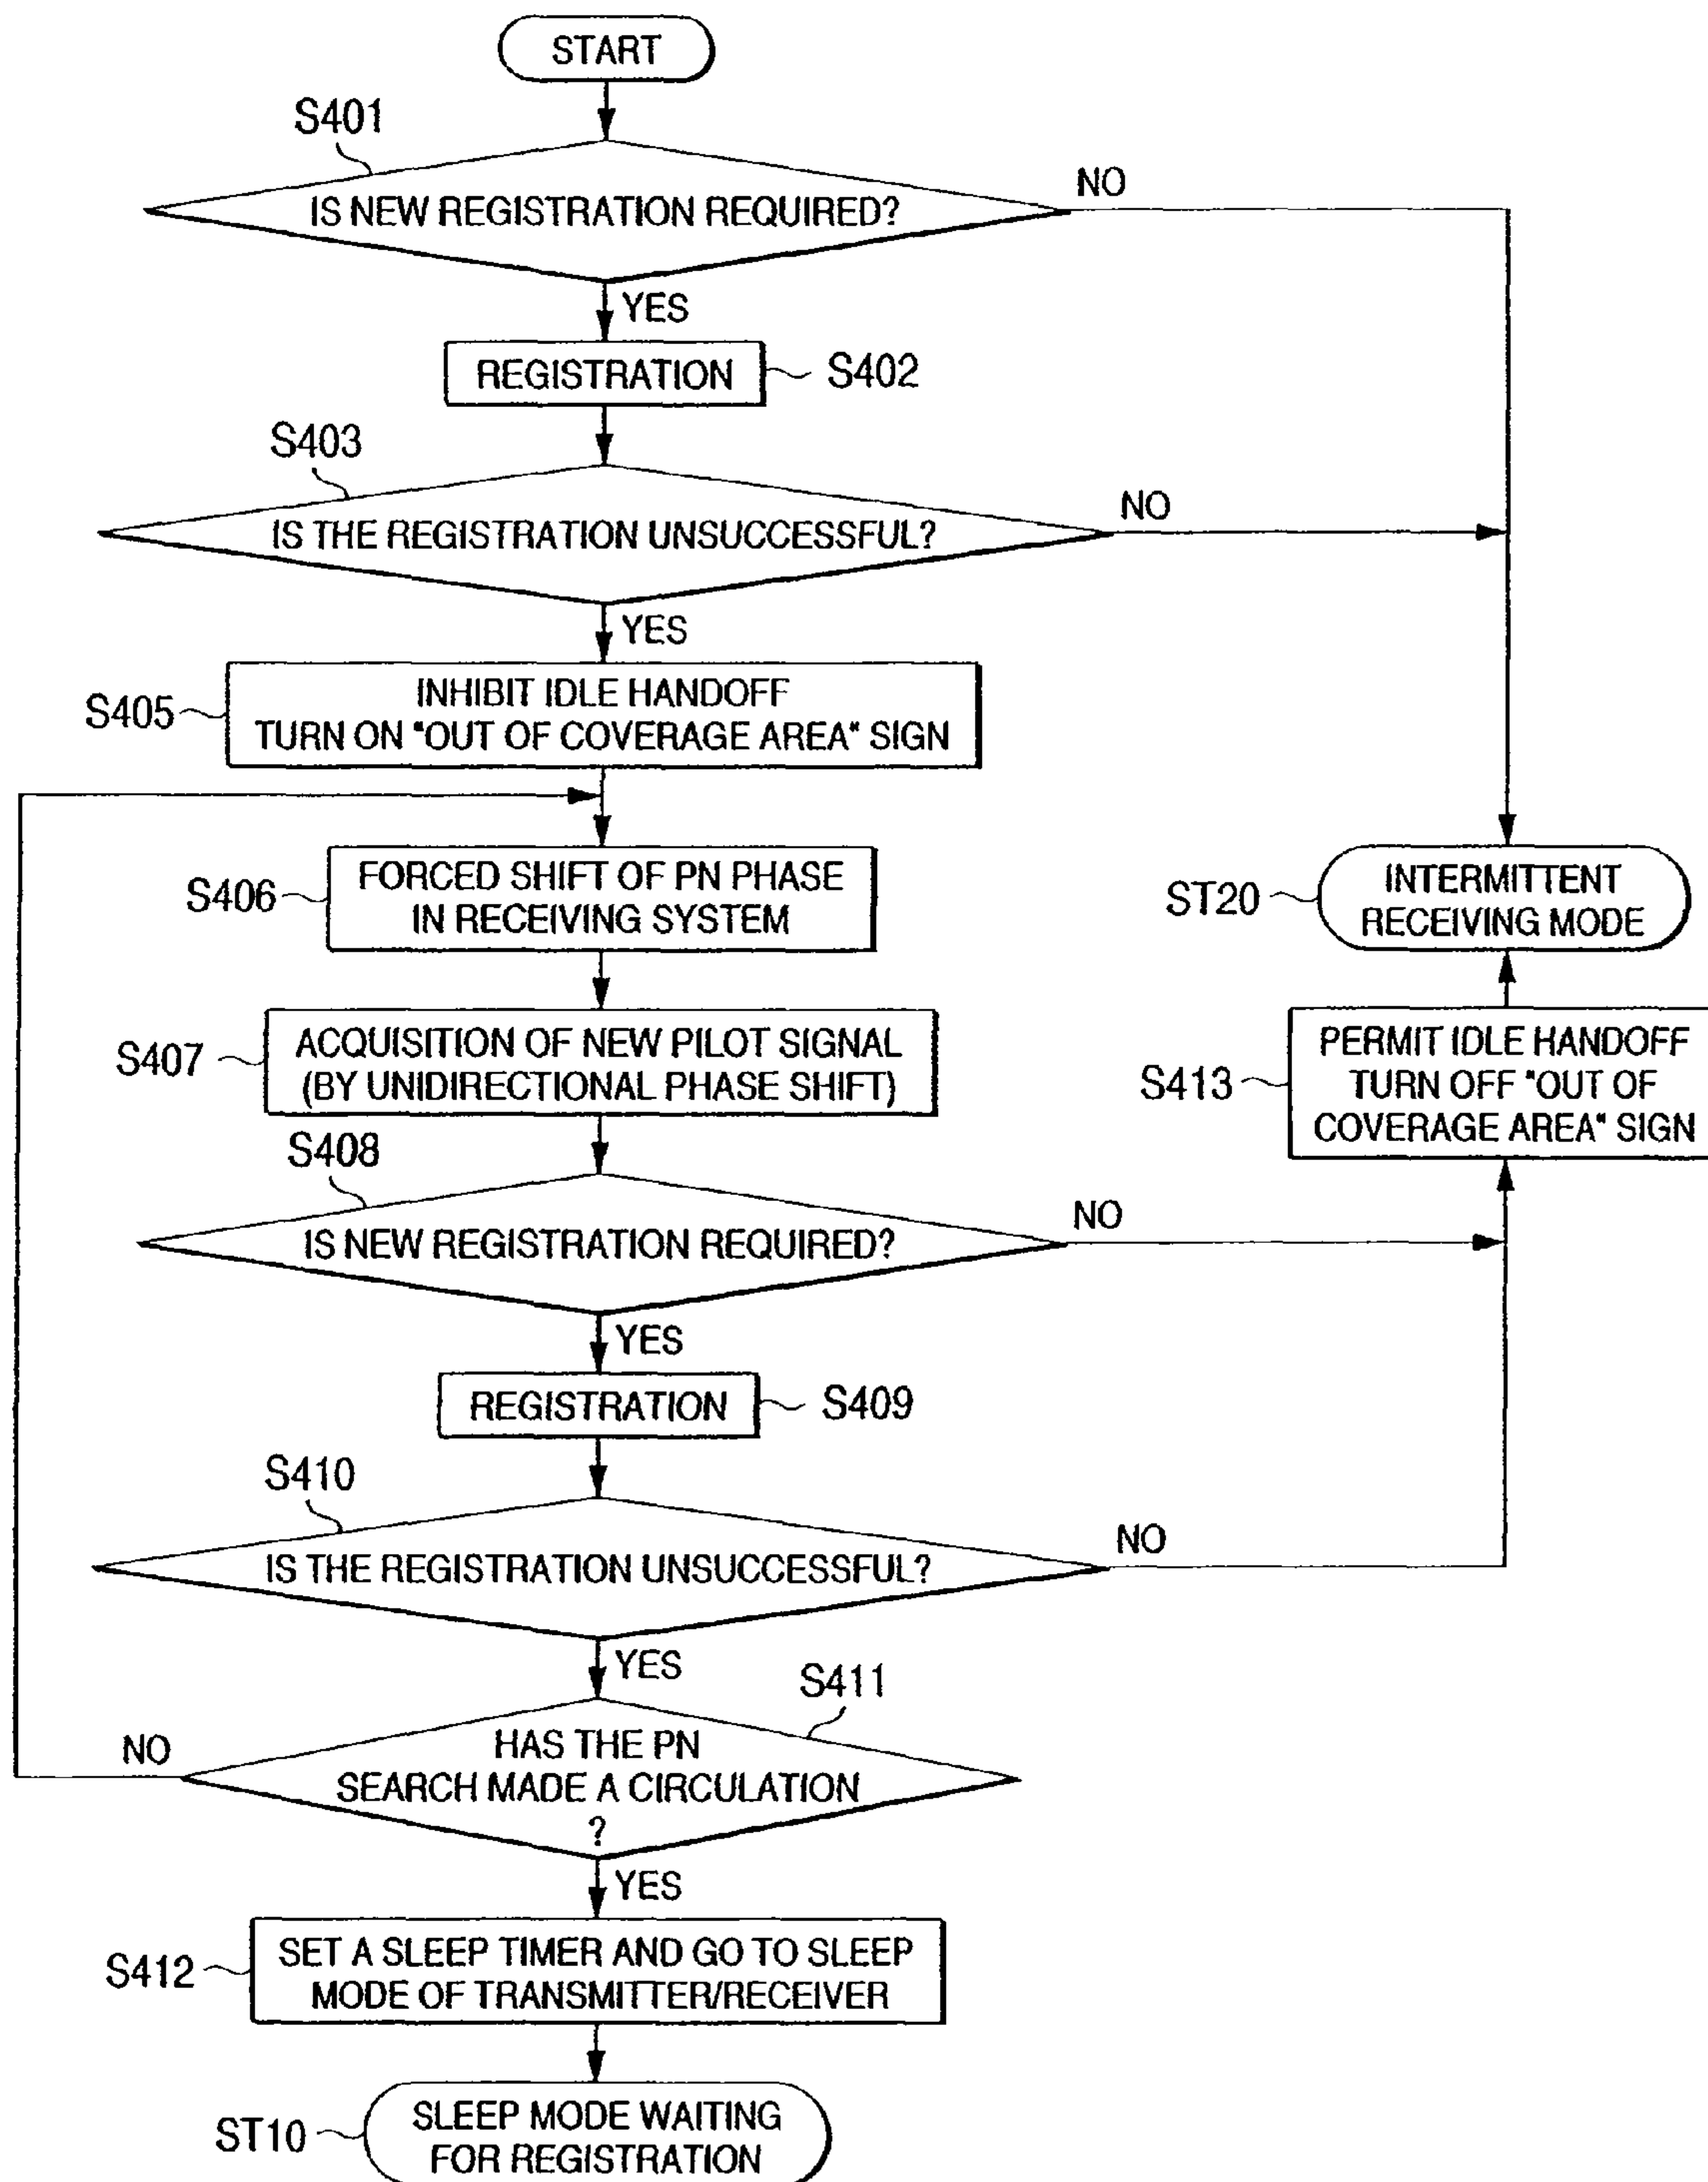 START
S401
IS NEW REGISTRATION REQUIRED?
NO
YES
REGISTRATION
S402
S403
IS THE REGISTRATION UNSUCCESSFUL?
NO
YES
S405
INHIBIT IDLE HANDOFF
TURN ON "OUT OF COVERAGE AREA" SIGN
S406
FORCED SHIFT OF PN PHASE
IN RECEIVING SYSTEM
ST20
INTERMITTENT
RECEIVING MODE
S407
ACQUISITION OF NEW PILOT SIGNAL
(BY UNIDIRECTIONAL PHASE SHIFT)
S413
PERMIT IDLE HANDOFF
TURN OFF "OUT OF
COVERAGE AREA" SIGN
S408
IS NEW REGISTRATION REQUIRED?
NO
YES
REGISTRATION
S409
S410
IS THE REGISTRATION UNSUCCESSFUL?
NO
YES
S411
NO
HAS THE PN
SEARCH MADE A CIRCULATION
?
YES
S412
SET A SLEEP TIMER AND GO TO SLEEP
MODE OF TRANSMITTER/RECEIVER
ST10
SLEEP MODE WAITING
FOR REGISTRATION